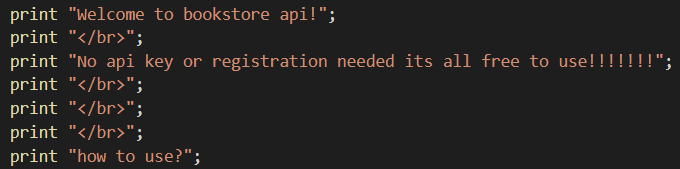 print "Welcome to bookstore api!";
print "</br>";
print "No api key or registration needed its all free to use!!!!!!!";
print "</br>";
print "</br>";
print "</br>";
print "how to use?";